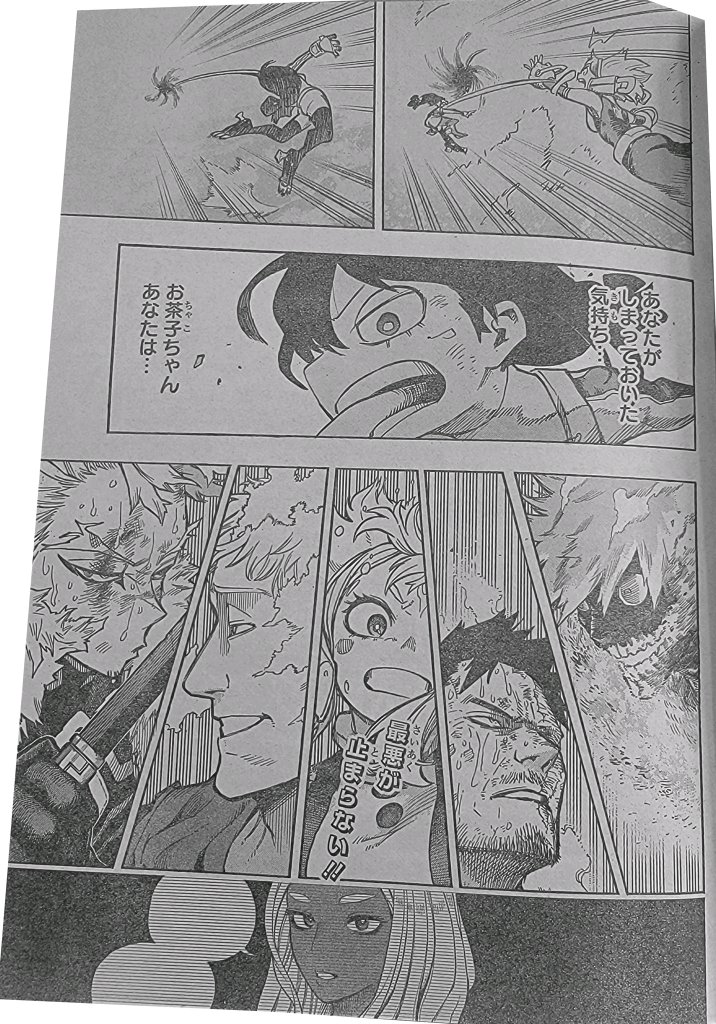 あなたが
しまっておいた
気持ち…
お茶子ちゃん
あなたは…
最悪が
止まらない!!